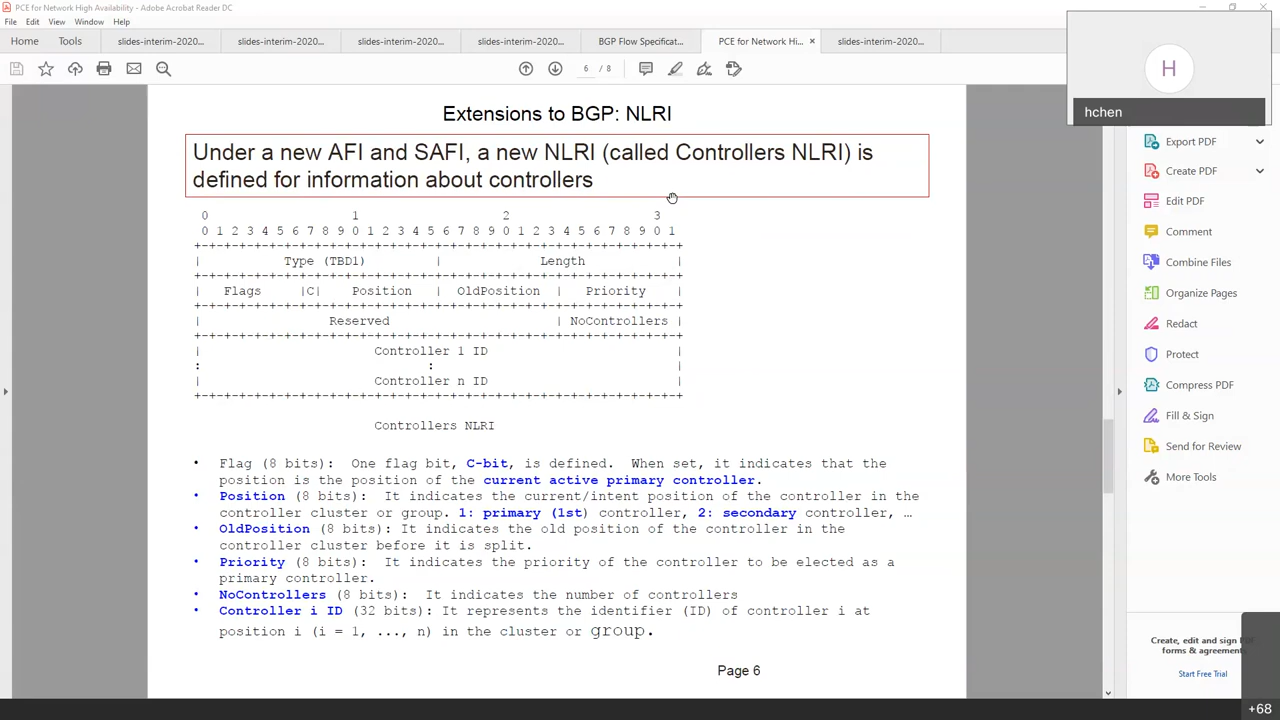 PCE for Network High Availability - Adobe Acrobat Reader DC
File Edit View Window Help
Home Tools slides-interim-2020... slides-interim-2020... slides-interim-2020... slides-interim-2020... BGP Flow Specificat... PCE for Network Hi... × slides-interim-2020...
6 / 8
H
hchen
Extensions to BGP: NLRI
Under a new AFI and SAFI, a new NLRI (called Controllers NLRI) is
defined for information about controllers
0 1 2 3
0 1 2 3 4 5 6 7 8 9 0 1 2 3 4 5 6 7 8 9 0 1 2 3 4 5 6 7 8 9 0 1
+-+-+-+-+-+-+-+-+-+-+-+-+-+-+-+-+-+-+-+-+-+-+-+-+-+-+-+-+-+-+-+-+
| Type (TBD1) | Length |
+-+-+-+-+-+-+-+-+-+-+-+-+-+-+-+-+-+-+-+-+-+-+-+-+-+-+-+-+-+-+-+-+
| Flags |C| Position | OldPosition | Priority |
+-+-+-+-+-+-+-+-+-+-+-+-+-+-+-+-+-+-+-+-+-+-+-+-+-+-+-+-+-+-+-+-+
| Reserved | NoControllers |
+-+-+-+-+-+-+-+-+-+-+-+-+-+-+-+-+-+-+-+-+-+-+-+-+-+-+-+-+-+-+-+-+
| Controller 1 ID |
: :
| Controller n ID |
+-+-+-+-+-+-+-+-+-+-+-+-+-+-+-+-+-+-+-+-+-+-+-+-+-+-+-+-+-+-+-+-+
Controllers NLRI
• Flag (8 bits): One flag bit, C-bit, is defined. When set, it indicates that the
position is the position of the current active primary controller.
• Position (8 bits): It indicates the current/intent position of the controller in the
controller cluster or group. 1: primary (1st) controller, 2: secondary controller, …
• OldPosition (8 bits): It indicates the old position of the controller in the
controller cluster before it is split.
• Priority (8 bits): It indicates the priority of the controller to be elected as a
primary controller.
• NoControllers (8 bits): It indicates the number of controllers
• Controller i ID (32 bits): It represents the identifier (ID) of controller i at
position i (i = 1, ..., n) in the cluster or group.
Page 6
Export PDF
Create PDF
Edit PDF
Comment
Combine Files
Organize Pages
Redact
Protect
Compress PDF
Fill & Sign
Send for Review
More Tools
Create, edit and sign
forms & agreements
Start Free Trial
+68